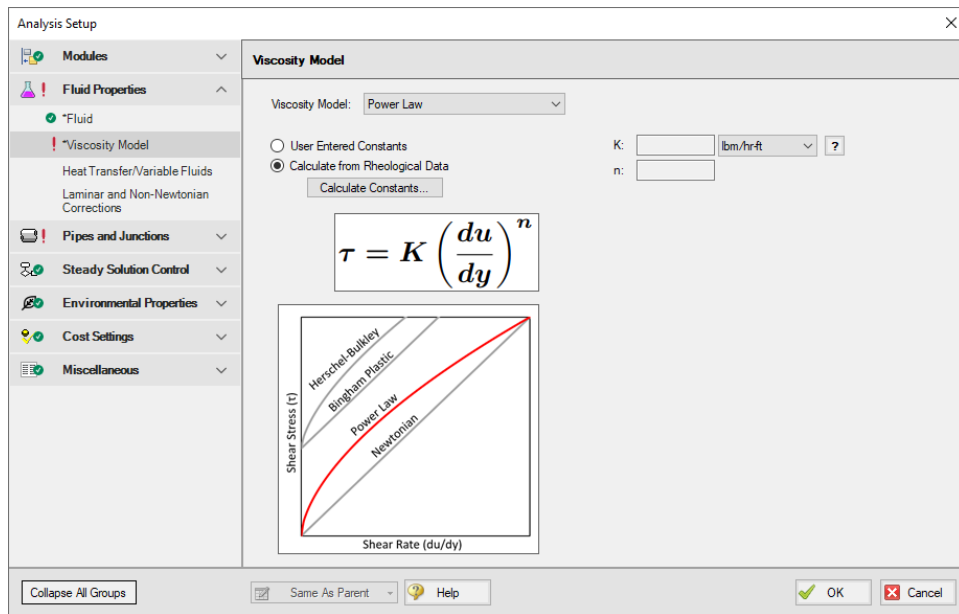 Analysis Setup
Modules
Fluid Properties
*Fluid
*Viscosity Model
Heat Transfer/Variable Fluids
Laminar and Non-Newtonian
Corrections
Pipes and Junctions
Steady Solution Control
Environmental Properties
Cost Settings
Miscellaneous
Collapse All Groups
Viscosity Model
Viscosity Model: Power Law
User Entered Constants
Calculate from Rheological Data
Calculate Constants...
K: lbm/hr-ft ?
n:
τ = K (du/dy)^n
Herschel-Bulkley
Bingham Plastic
Power Law
Newtonian
Shear Stress (τ)
Shear Rate (du/dy)
Same As Parent
Help
OK
Cancel